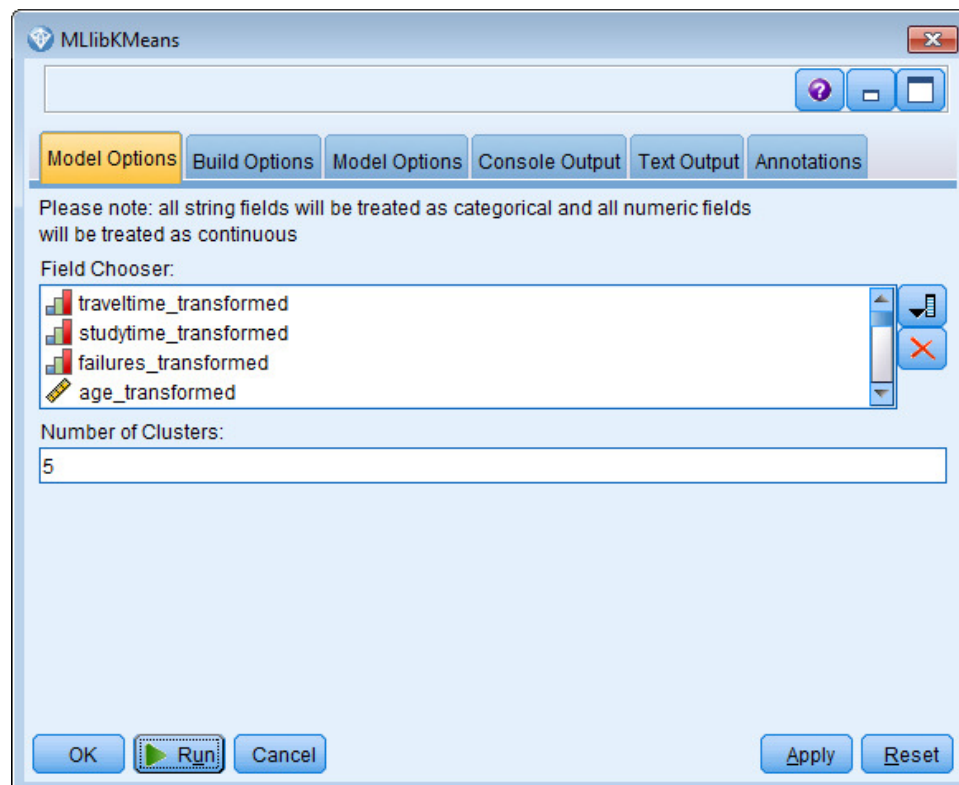 MLlibKMeans
Model Options Build Options Model Options Console Output Text Output Annotations
Please note: all string fields will be treated as categorical and all numeric fields
will be treated as continuous
Field Chooser:
traveltime_transformed
studytime_transformed
failures_transformed
age_transformed
Number of Clusters:
5
OK Run Cancel Apply Reset